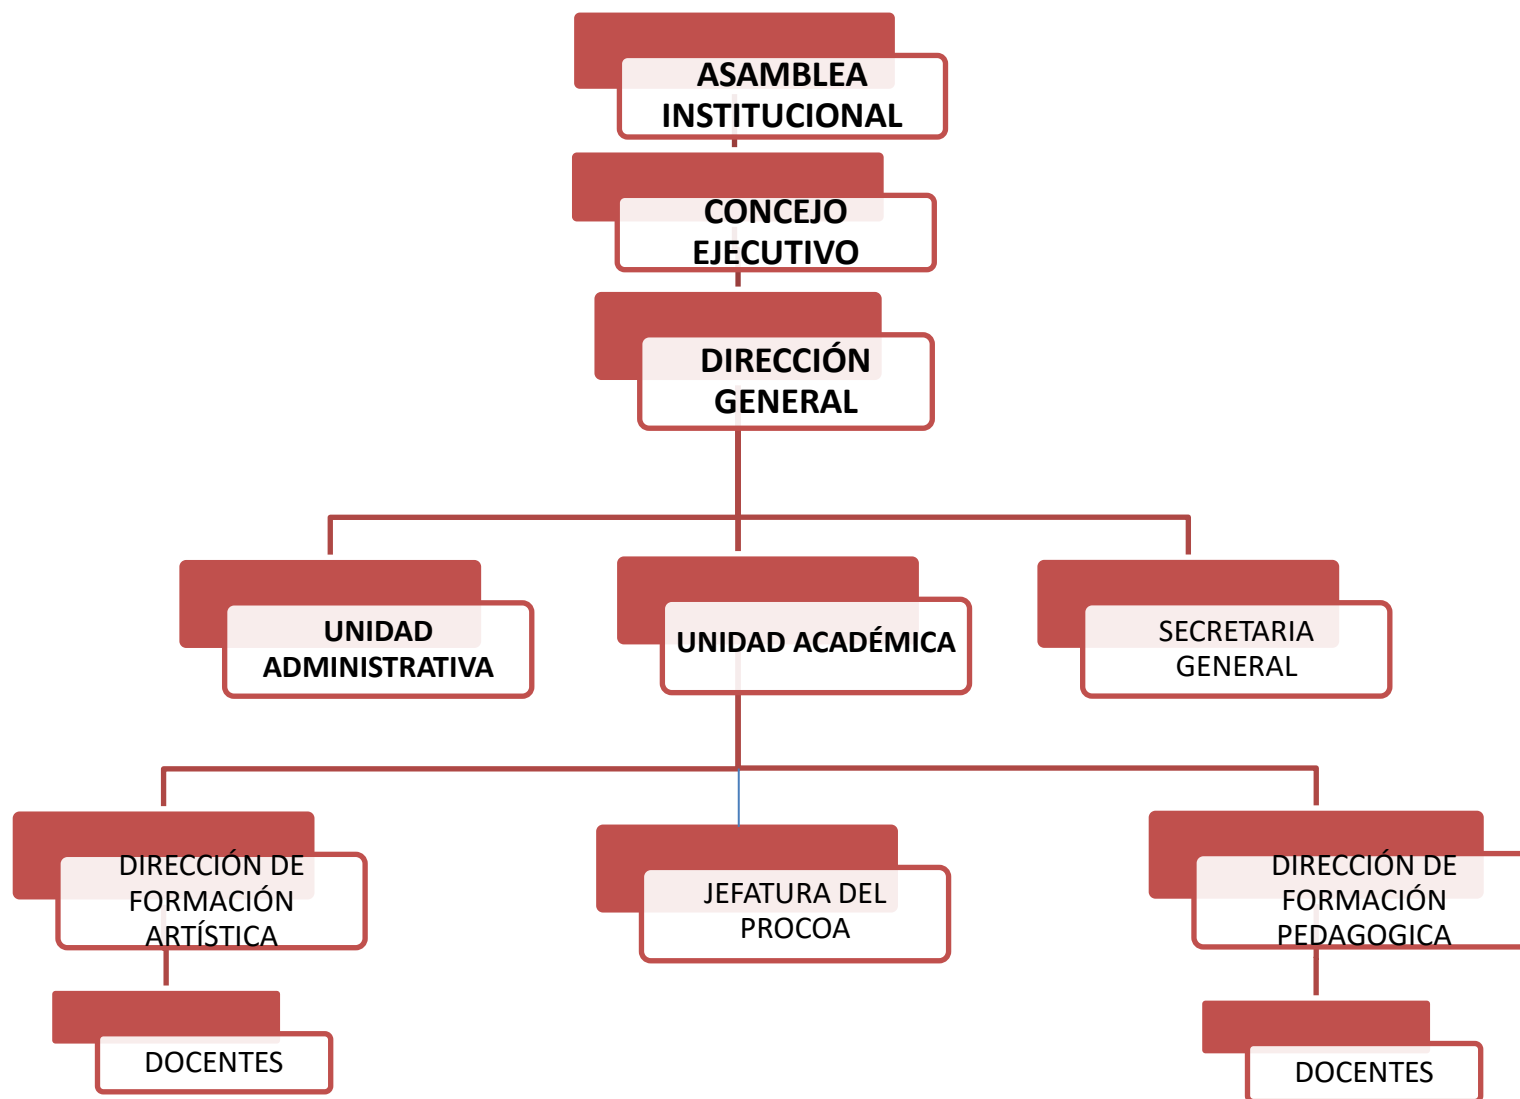 ASAMBLEA
INSTITUCIONAL
CONCEJO
EJECUTIVO
DIRECCIÓN
GENERAL
UNIDAD
ADMINISTRATIVA
UNIDAD ACADÉMICA
SECRETARIA
GENERAL
DIRECCIÓN DE
FORMACIÓN
ARTÍSTICA
JEFATURA DEL
PROCOA
DIRECCIÓN DE
FORMACIÓN
PEDAGOGICA
DOCENTES
DOCENTES